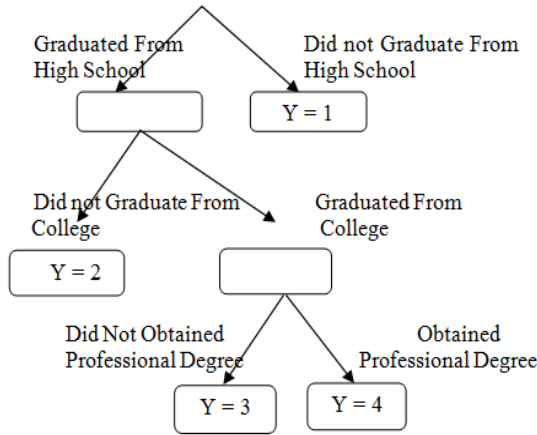 Graduated From
High School
Did not Graduate From
High School
Y = 1
Did not Graduate From
College
Graduated From
College
Y = 2
Did Not Obtained
Professional Degree
Obtained
Professional Degree
Y = 3
Y = 4